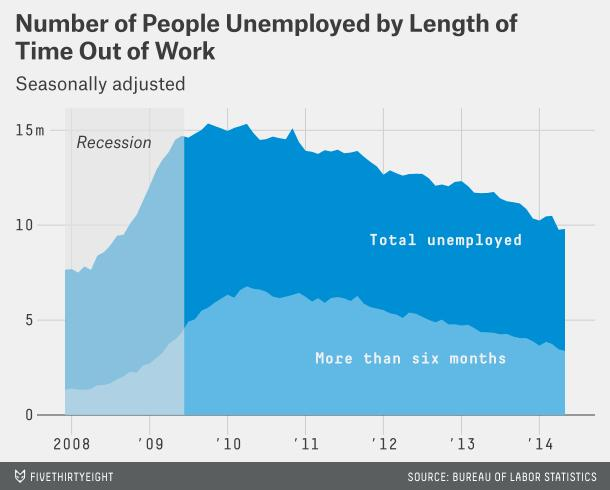 Number of People Unemployed by Length of
Time Out of Work
Seasonally adjusted
15m
Recession
10
Total unemployed
5
More than six months
0
2008 '09 '10 '11 '12 '13 '14
FIVETHIRTYEIGHT
SOURCE: BUREAU OF LABOR STATISTICS